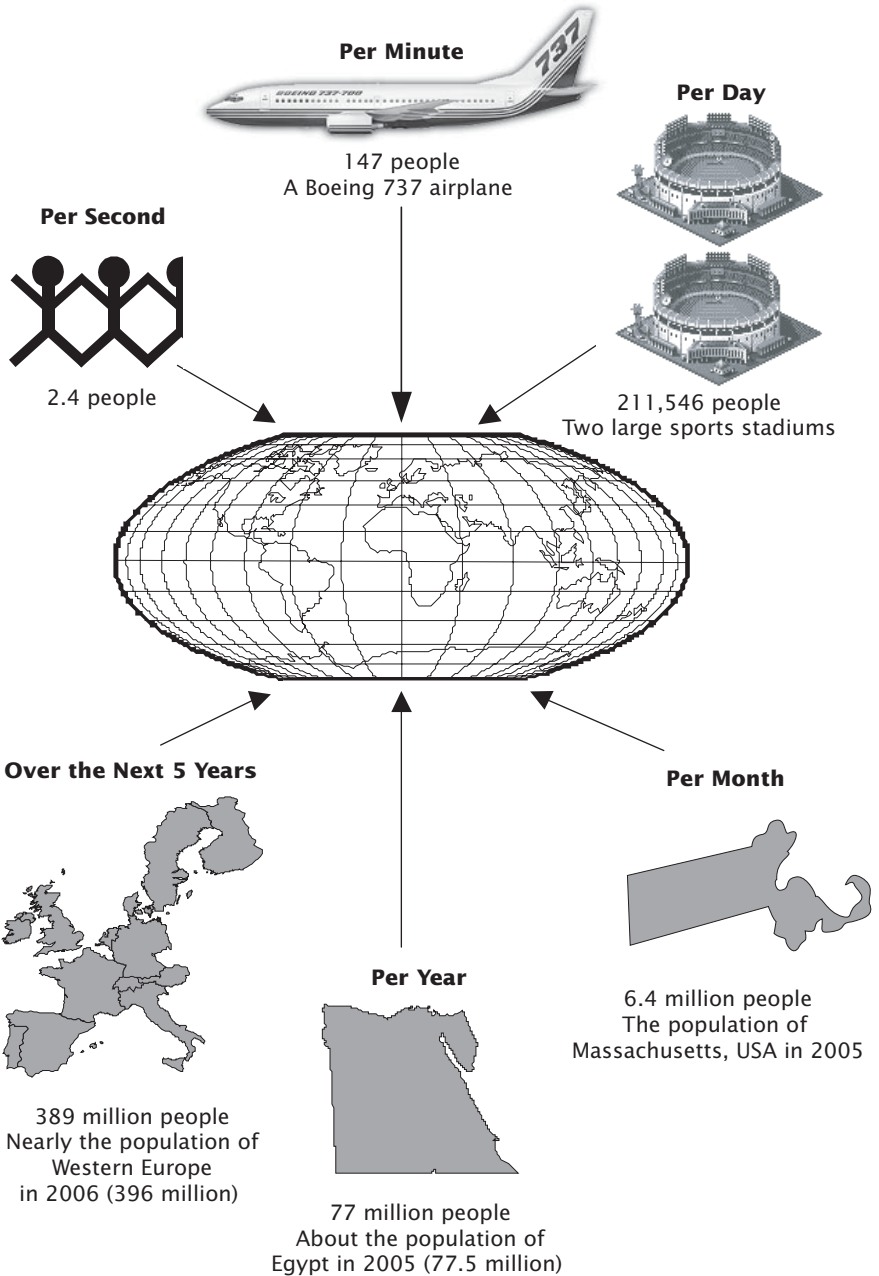 Per Minute
BOEING 737-700
737
147 people
A Boeing 737 airplane
Per Day
211,546 people
Two large sports stadiums
Per Second
2.4 people
Over the Next 5 Years
389 million people
Nearly the population of
Western Europe
in 2006 (396 million)
Per Year
77 million people
About the population of
Egypt in 2005 (77.5 million)
Per Month
6.4 million people
The population of
Massachusetts, USA in 2005